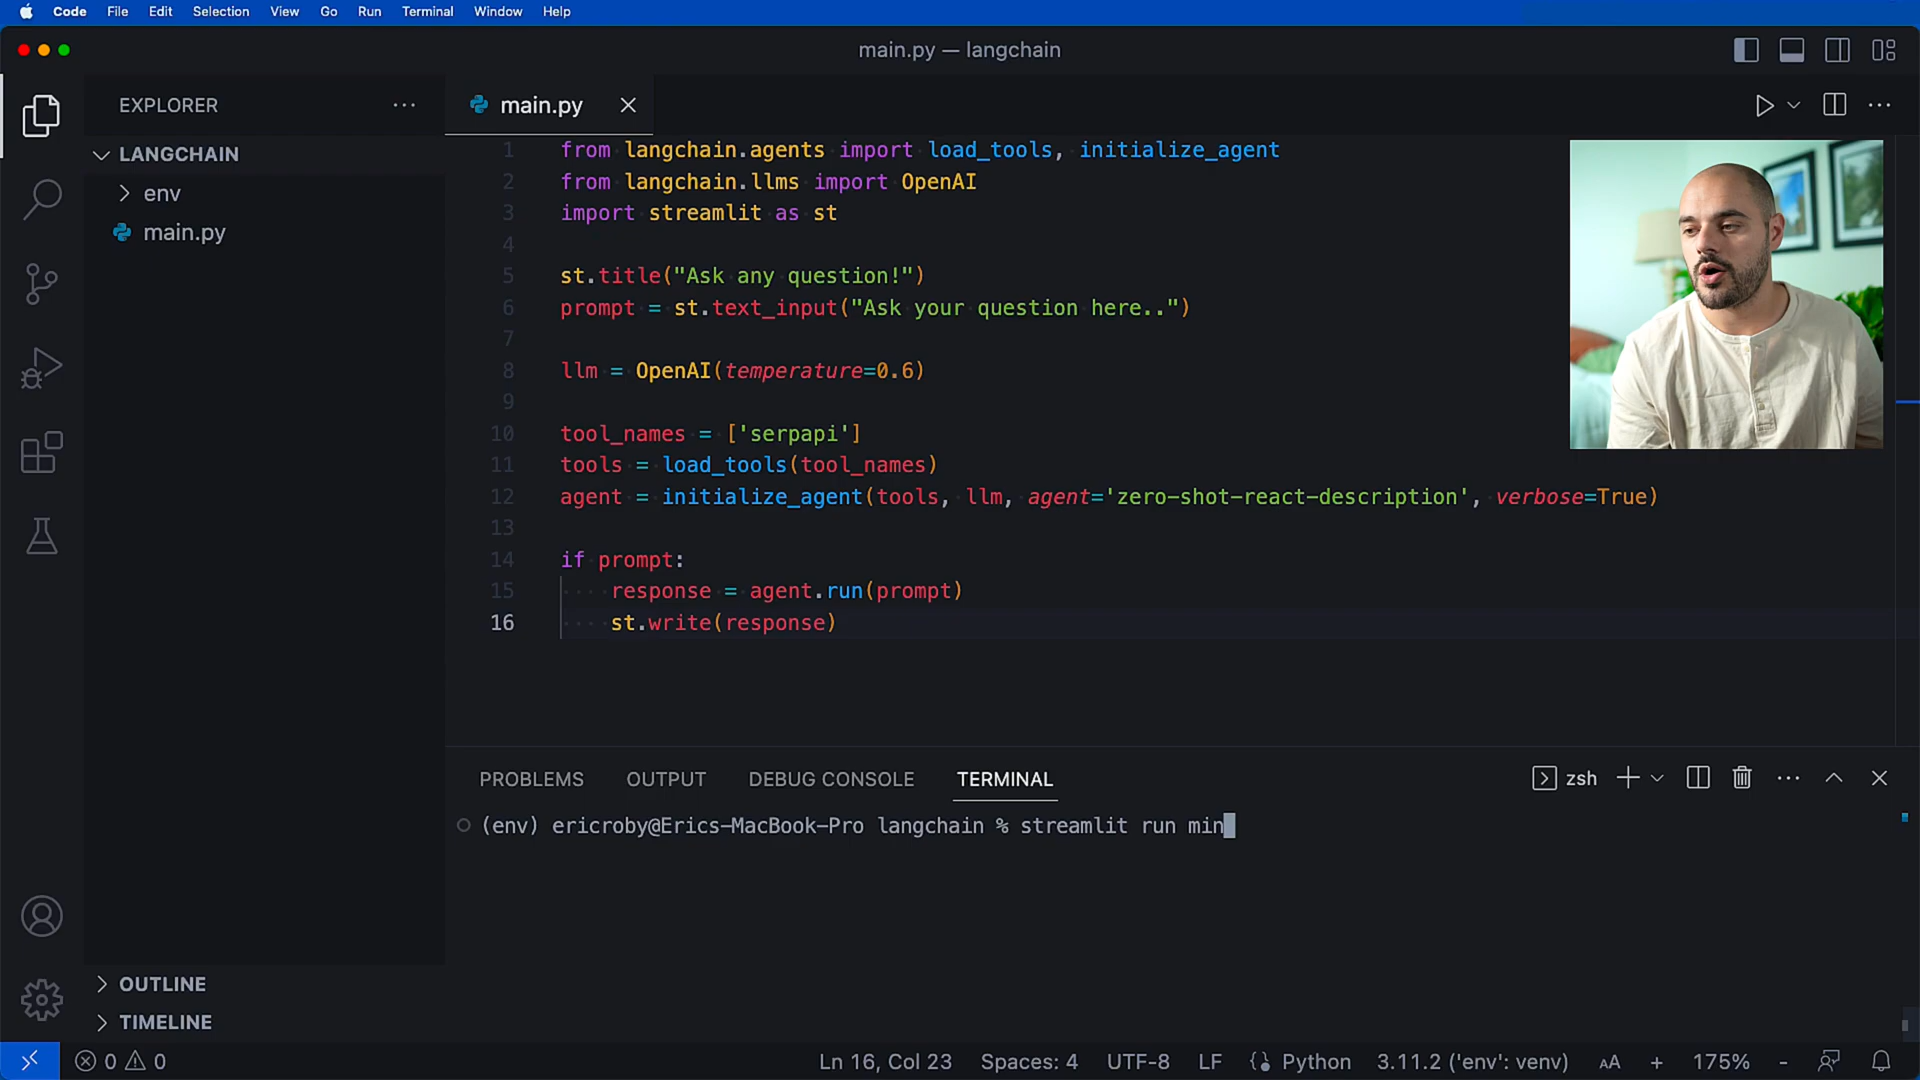 Code File Edit Selection View Go Run Terminal Window Help
main.py — langchain
EXPLORER
LANGCHAIN
env
main.py
main.py
1 from langchain.agents import load_tools, initialize_agent
2 from langchain.llms import OpenAI
3 import streamlit as st
4
5 st.title("Ask any question!")
6 prompt = st.text_input("Ask your question here..")
7
8 llm = OpenAI(temperature=0.6)
9
10 tool_names = ['serpapi']
11 tools = load_tools(tool_names)
12 agent = initialize_agent(tools, llm, agent='zero-shot-react-description', verbose=True)
13
14 if prompt:
15 response = agent.run(prompt)
16 st.write(response)
PROBLEMS OUTPUT DEBUG CONSOLE TERMINAL zsh
(env) ericroby@Erics-MacBook-Pro langchain % streamlit run min
OUTLINE
TIMELINE
0 0 Ln 16, Col 23 Spaces: 4 UTF-8 LF Python 3.11.2 ('env': venv) AA + 175% -